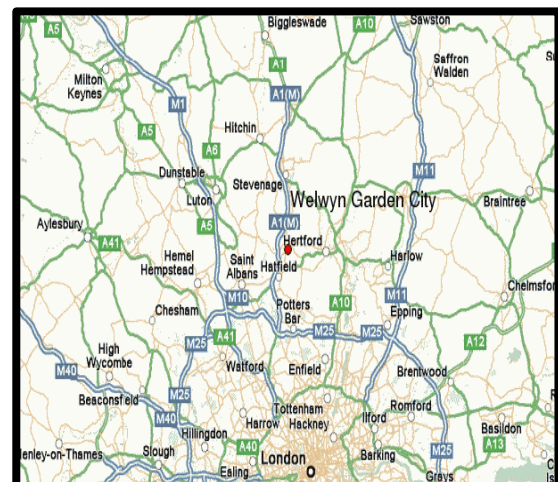 Biggleswade
A10
Sawston
A5
A5
A1
Saffron
Walden
Milton
Keynes
M1
A1(M)
A5
Hitchin
A6
M11
Dunstable
Stevenage
Luton
Welwyn Garden City
Braintree
A5
A1(M)
Aylesbury
A41
Hertford
Hemel
Hempstead
Saint
Albans
Hatfield
Harlow
M10
A10
M11
Chelmsfor
Chesham
Potters
Bar
M25
M25
Epping
A41
M25
A12
High
Wycombe
M40
Watford
Enfield
Brentwood
Beaconsfield
M25
Tottenham
Hackney
Romford
Ilford
M40
Harrow
Basildon
Hillingdon
A40
Barking
M25
A13
Henley-on-Thames
Slough
Ealing
London
Grays